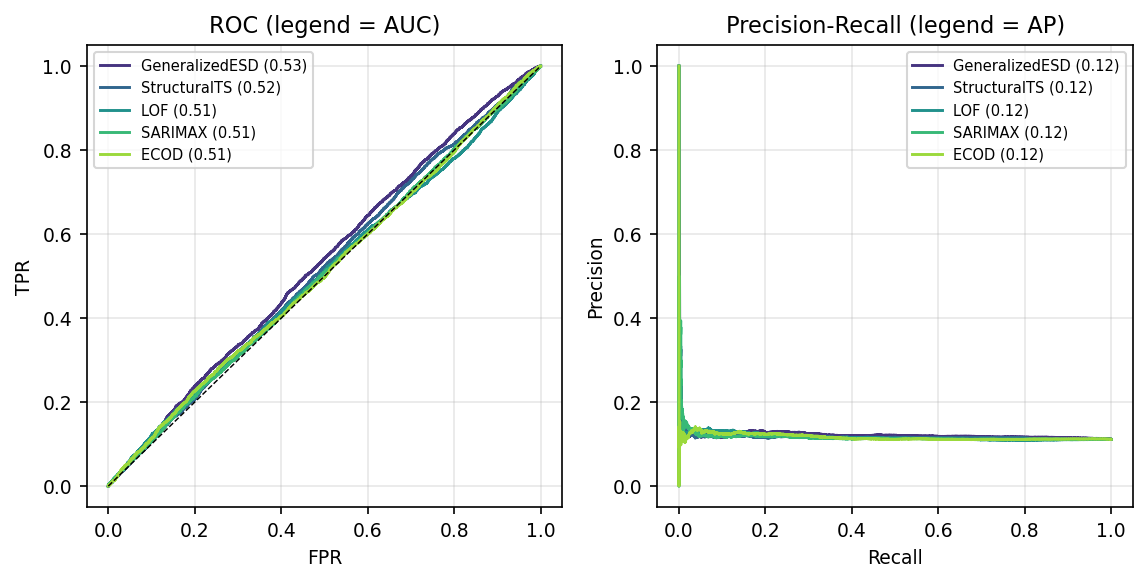 ROC (legend = AUC)
GeneralizedESD (0.53)
StructuralTS (0.52)
LOF (0.51)
SARIMAX (0.51)
ECOD (0.51)
1.0
0.8
0.6
0.4
0.2
0.0
TPR
0.0 0.2 0.4 0.6 0.8 1.0
FPR
Precision-Recall (legend = AP)
GeneralizedESD (0.12)
StructuralTS (0.12)
LOF (0.12)
SARIMAX (0.12)
ECOD (0.12)
1.0
0.8
0.6
0.4
0.2
0.0
Precision
0.0 0.2 0.4 0.6 0.8 1.0
Recall